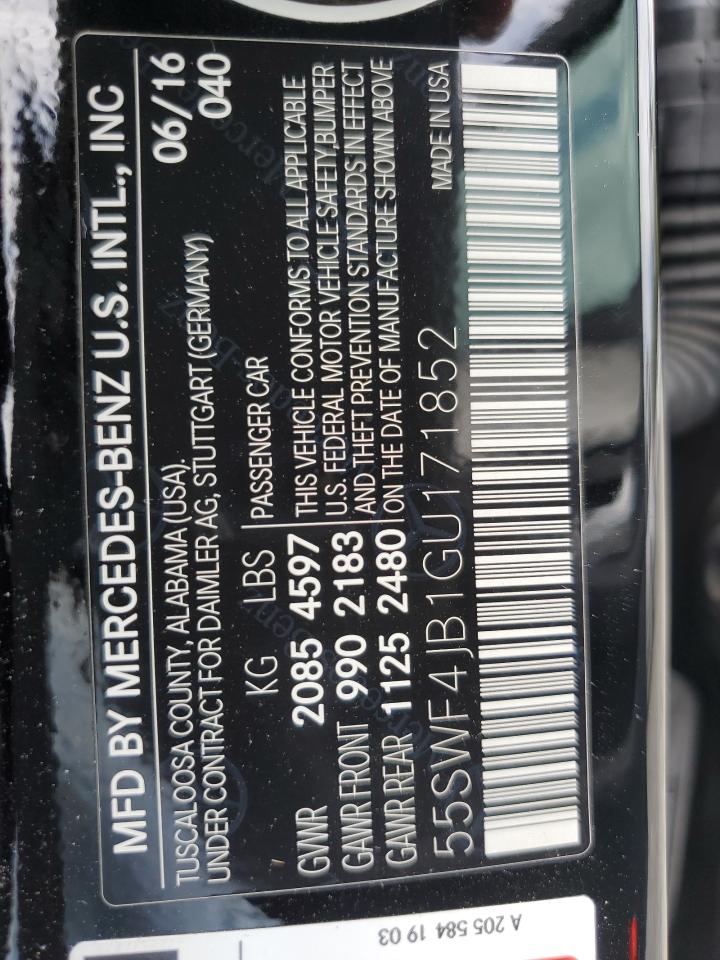 MFD BY MERCEDES-BENZ U.S. INTL., INC
TUSCALOOSA COUNTY, ALABAMA (USA), 06/16
UNDER CONTRACT FOR DAIMLER AG, STUTTGART (GERMANY) 040
KG LBS PASSENGER CAR
GVWR 2085 4597 THIS VEHICLE CONFORMS TO ALL APPLICABLE
U.S. FEDERAL MOTOR VEHICLE SAFETY,BUMPER
GAWR FRONT 990 2183 AND THEFT PREVENTION STANDARDS IN EFFECT
GAWR REAR 1125 2480 ON THE DATE OF MANUFACTURE SHOWN ABOVE
55SWF4JB1GU171852 MADE IN USA
A 205 584 19 03